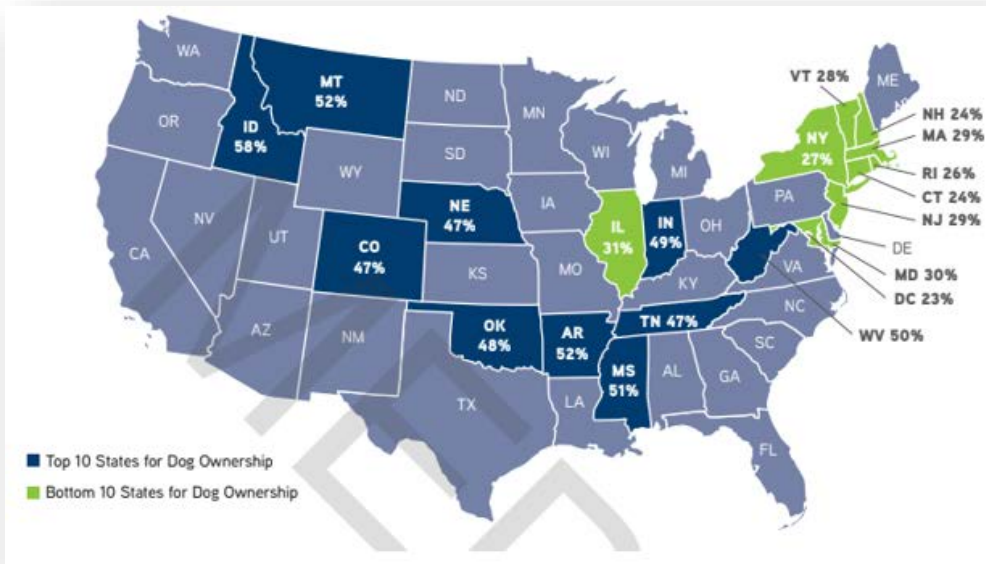 WA
MT
52%
ND
MN
VT 28%
ME
OR
ID
58%
SD
WI
MI
NY
27%
NH 24%
MA 29%
RI 26%
CT 24%
NJ 29%
WY
IA
PA
NE
47%
NV
UT
CO
47%
IL
31%
IN
49%
OH
DE
MD 30%
DC 23%
WV 50%
CA
KS
MO
KY
VA
AZ
NM
OK
48%
AR
52%
TN 47%
NC
SC
TX
LA
MS
51%
AL
GA
FL
Top 10 States for Dog Ownership
Bottom 10 States for Dog Ownership